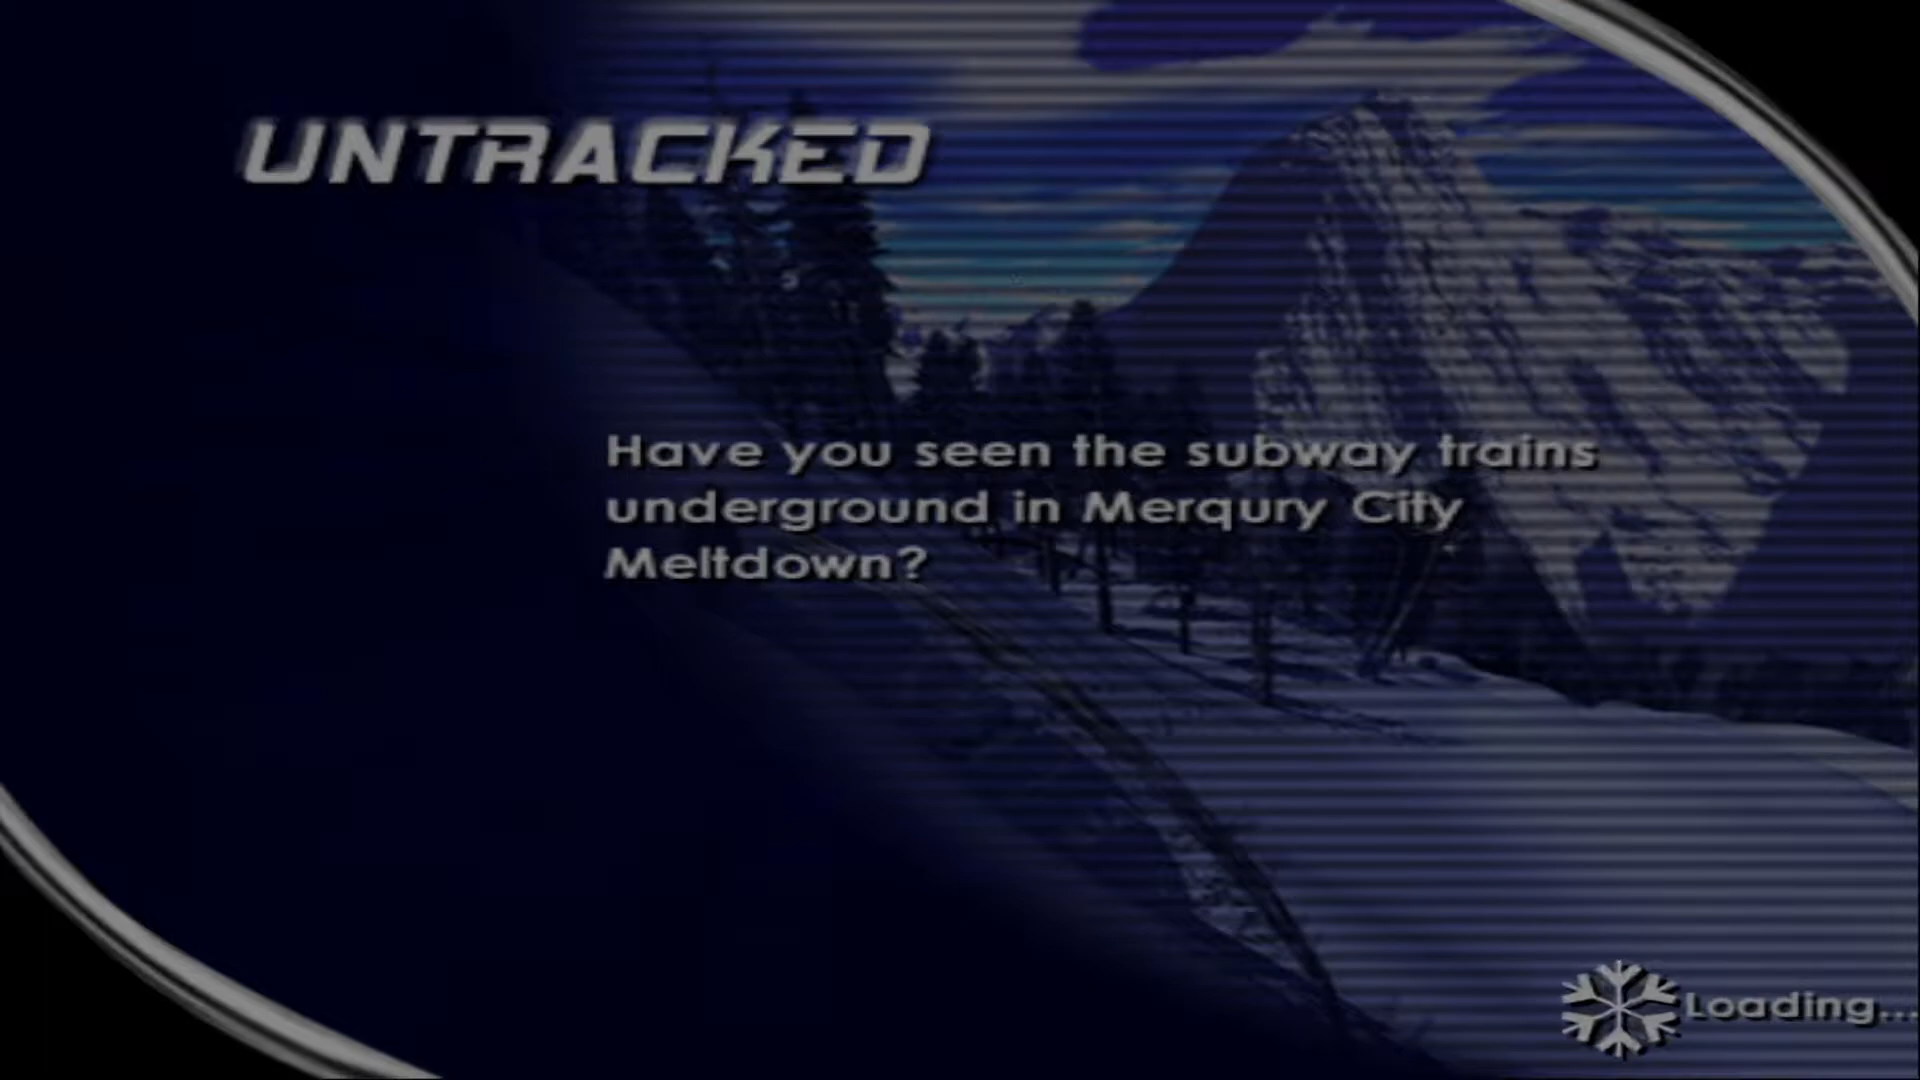 UNTRACKED
Have you seen the subway trains
underground in Merqury City
Meltdown?
Loading...